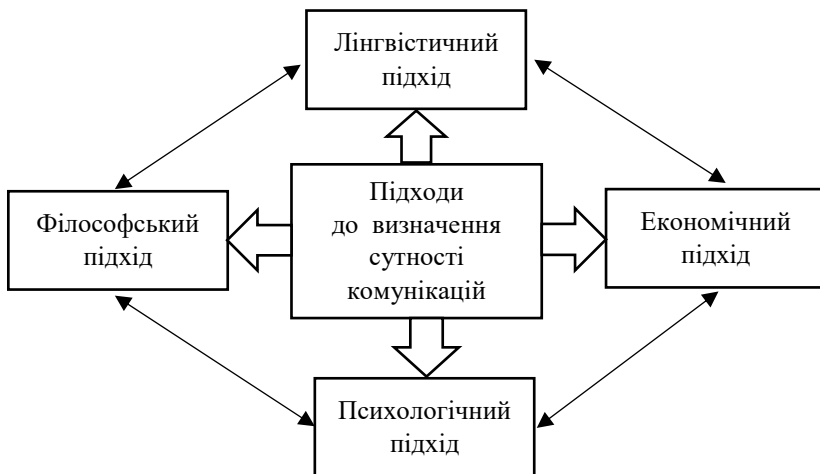 Лінгвістичний
підхід
Філософський
підхід
Підходи
до визначення
сутності
комунікацій
Економічний
підхід
Психологічний
підхід